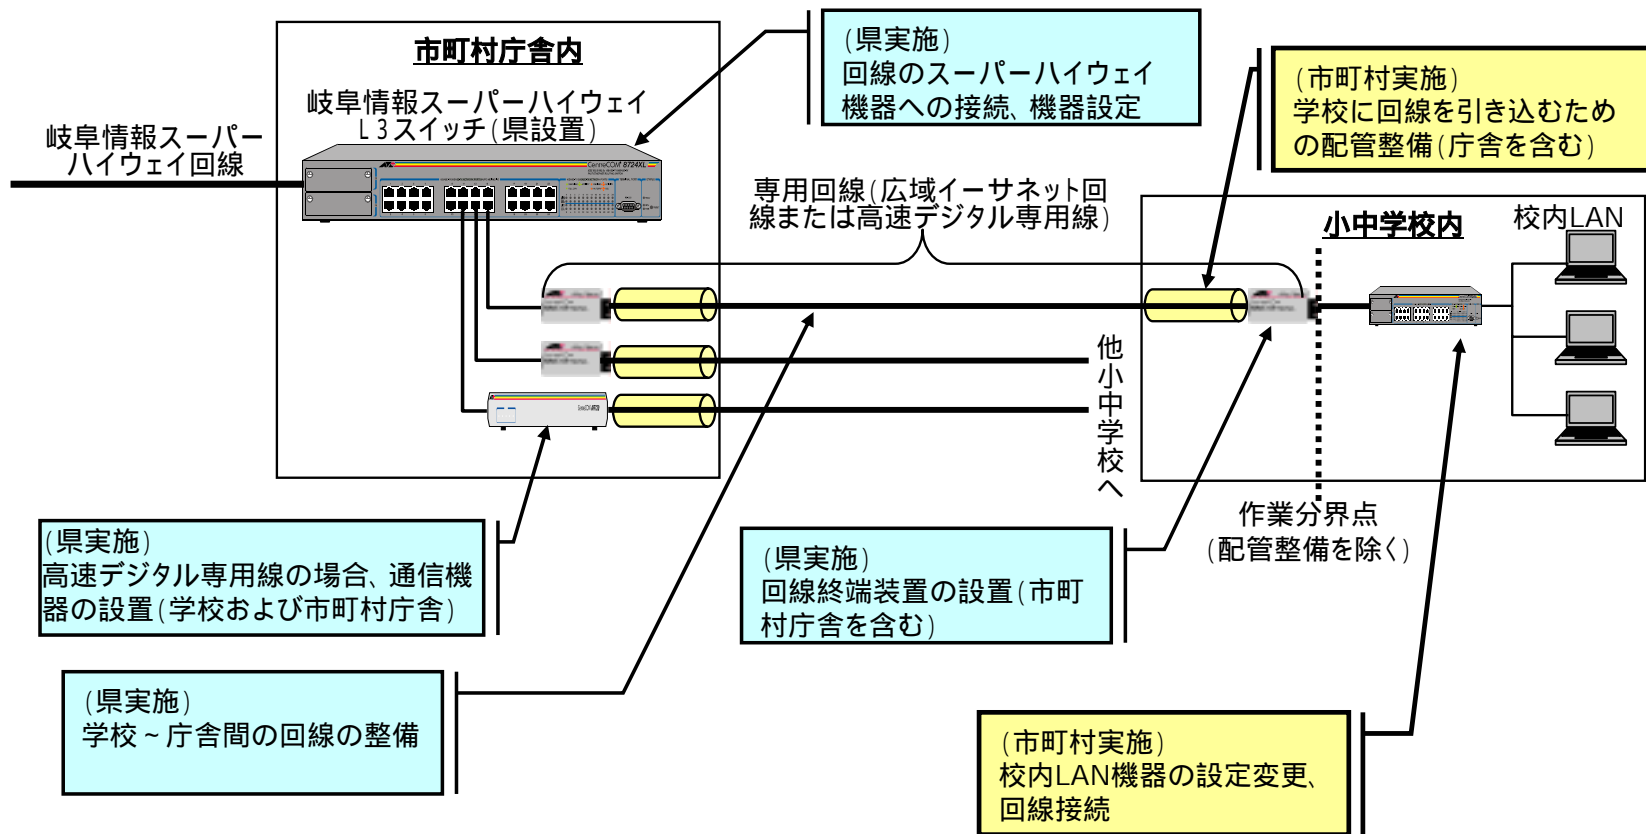 市町村庁舎内
岐阜情報スーパーハイウェイ
L3スイッチ(県設置)
岐阜情報スーパー
ハイウェイ回線
CentreCOM 8724XL
(県実施)
回線のスーパーハイウェイ
機器への接続、機器設定
(市町村実施)
学校に回線を引き込むため
の配管整備(庁舎を含む)
専用回線(広域イーサネット回
線または高速デジタル専用線)
小中学校内
校内LAN
他小中学校へ
作業分界点
(配管整備を除く)
(県実施)
高速デジタル専用線の場合、通信機
器の設置(学校および市町村庁舎)
(県実施)
回線終端装置の設置(市町
村庁舎を含む)
(県実施)
学校~庁舎間の回線の整備
(市町村実施)
校内LAN機器の設定変更、
回線接続